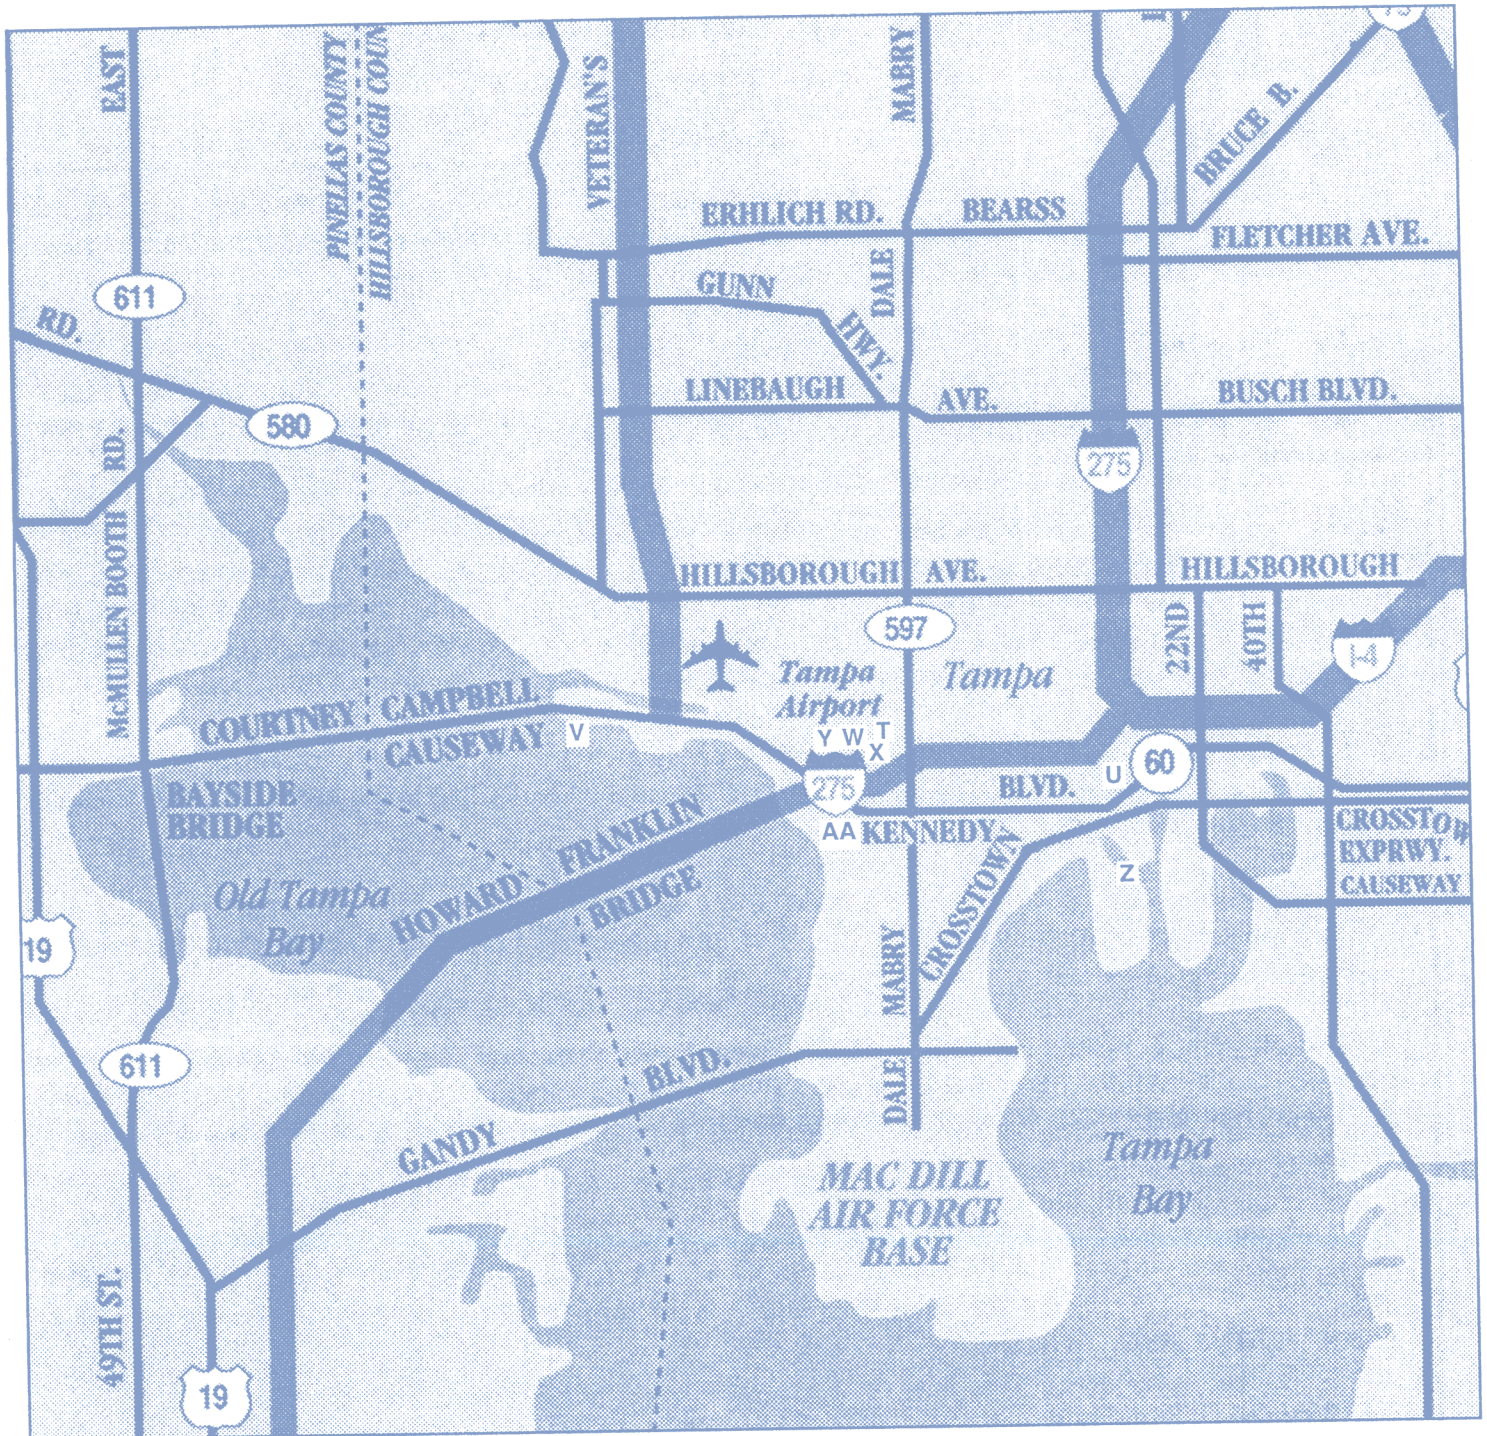 EAST
PINELLAS COUNTY
HILLSBOROUGH COUN
VETERAN'S
MABRY
BRUCE B.
ERHLICH RD.
BEARSS
FLETCHER AVE.
611
GUNN
HWY.
DALE
RD.
LINEBAUGH
AVE.
BUSCH BLVD.
580
RD.
275
McMULLEN BOOTH
HILLSBOROUGH AVE.
HILLSBOROUGH
597
22ND
40TH
I-4
Tampa
Airport
Tampa
COURTNEY CAMPBELL
CAUSEWAY
V
T
Y W
X
60
U
275
BLVD.
BAYSIDE
BRIDGE
AA
KENNEDY
CROSSTOW
EXPRWY.
CAUSEWAY
HOWARD FRANKLIN
BRIDGE
Z
Old Tampa
Bay
CROSSTOWN
MABRY
19
611
BLVD.
DALE
GANDY
Tampa
Bay
MAC DILL
AIR FORCE
BASE
49TH ST.
19